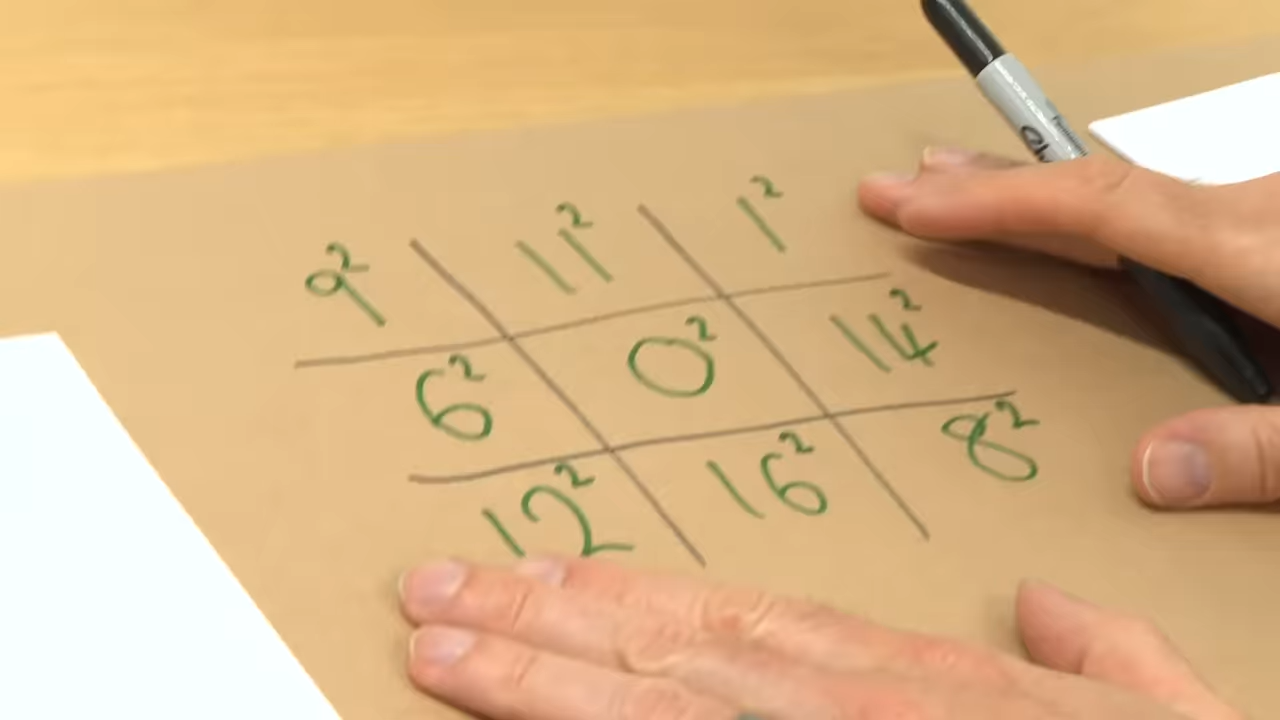 9² 11² 1²
6² 0² 14²
12² 16² 8²